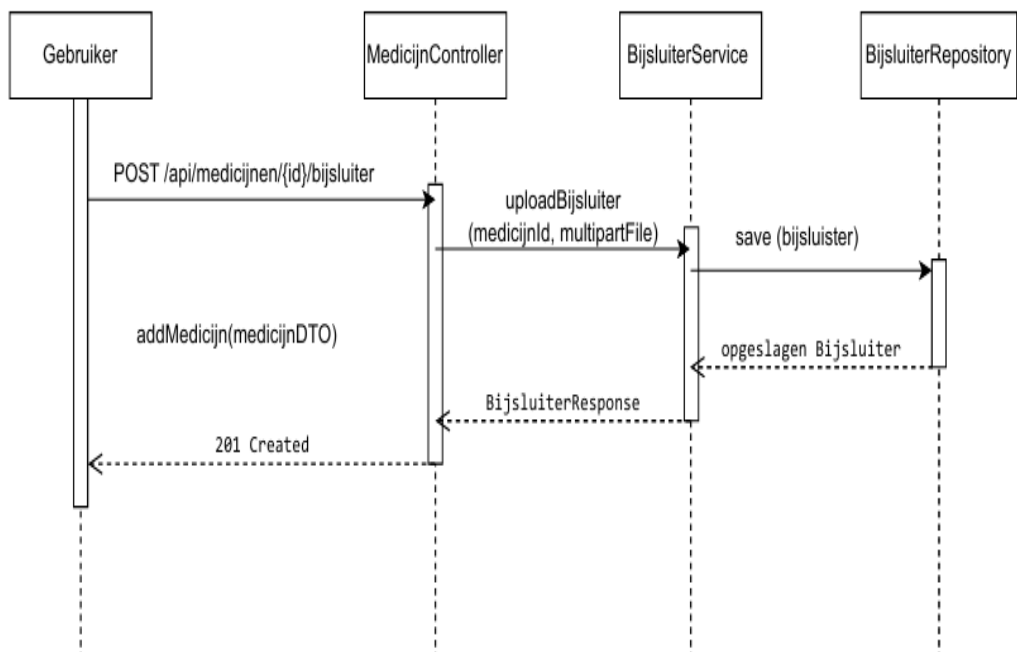 Gebruiker
MedicijnController
BijsluiterService
BijsluiterRepository
POST /api/medicijnen/{id}/bijsluiter
uploadBijsluiter
(medicijnId, multipartFile)
save (bijsluister)
addMedicijn(medicijnDTO)
opgeslagen Bijsluiter
BijsluiterResponse
201 Created